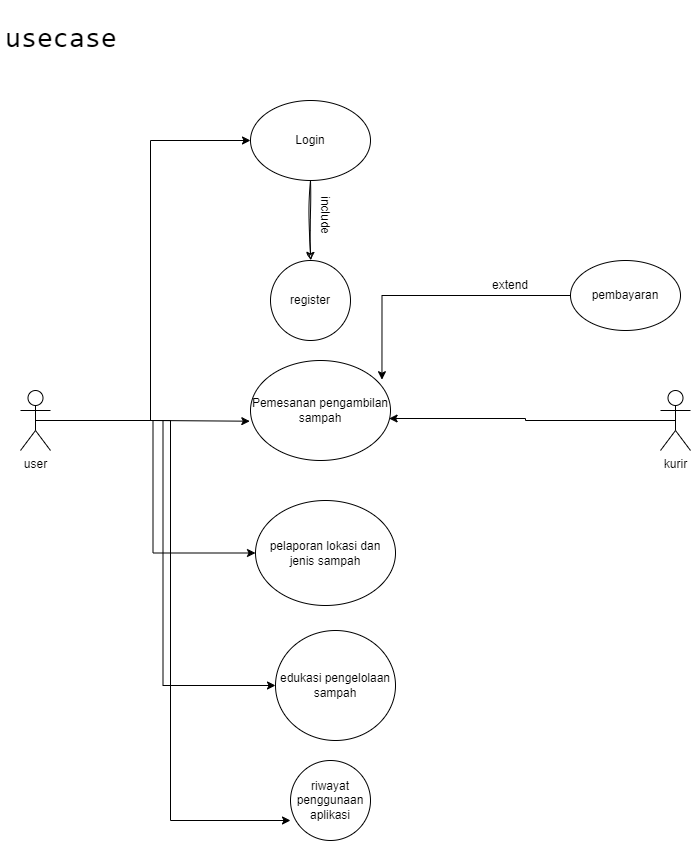 usecase
Login
include
register
extend
pembayaran
Pemesanan pengambilan
sampah
user
kurir
pelaporan lokasi dan
jenis sampah
edukasi pengelolaan
sampah
riwayat
penggunaan
aplikasi